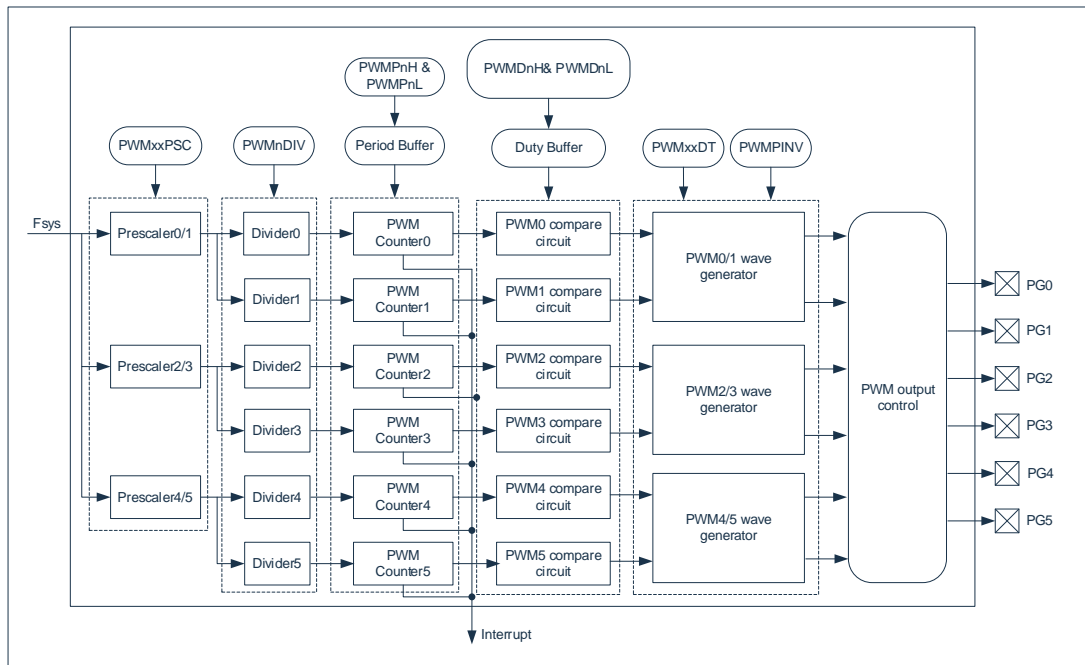 PWMPnH &
PWMPnL
PWMDnH& PWMDnL
PWMxxPSC
PWMnDIV
Period Buffer
Duty Buffer
PWMxxDT
PWMPINV
Fsys
Prescaler0/1
Divider0
PWM
Counter0
PWM0 compare
circuit
PWM0/1 wave
generator
Divider1
PWM
Counter1
PWM1 compare
circuit
Prescaler2/3
Divider2
PWM
Counter2
PWM2 compare
circuit
PWM2/3 wave
generator
Divider3
PWM
Counter3
PWM3 compare
circuit
Prescaler4/5
Divider4
PWM
Counter4
PWM4 compare
circuit
PWM4/5 wave
generator
Divider5
PWM
Counter5
PWM5 compare
circuit
PWM output
control
PG0
PG1
PG2
PG3
PG4
PG5
Interrupt